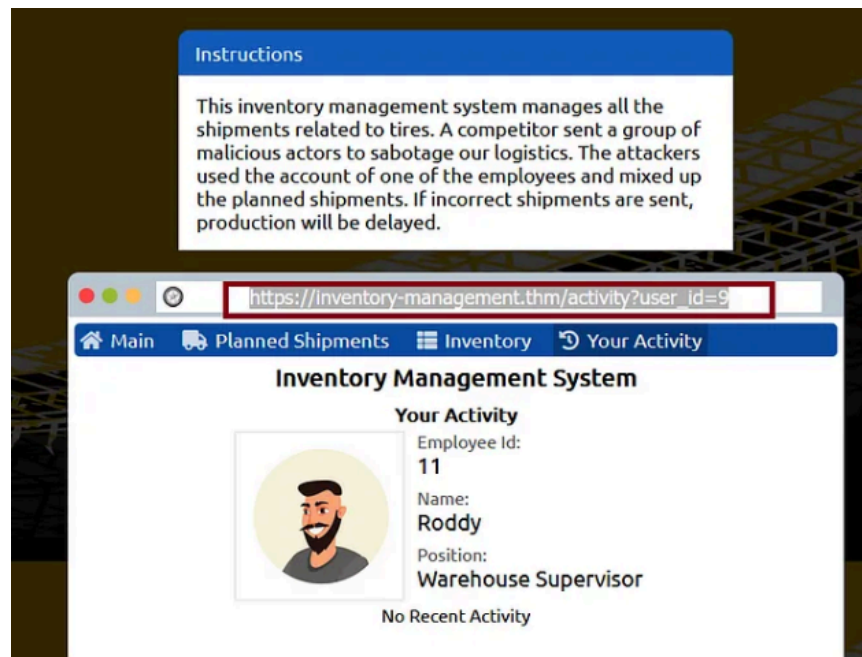 Instructions
This inventory management system manages all the
shipments related to tires. A competitor sent a group of
malicious actors to sabotage our logistics. The attackers
used the account of one of the employees and mixed up
the planned shipments. If incorrect shipments are sent,
production will be delayed.
https://inventory-management.thm/activity?user_id=9
Main Planned Shipments Inventory Your Activity
Inventory Management System
Your Activity
Employee Id:
11
Name:
Roddy
Position:
Warehouse Supervisor
No Recent Activity